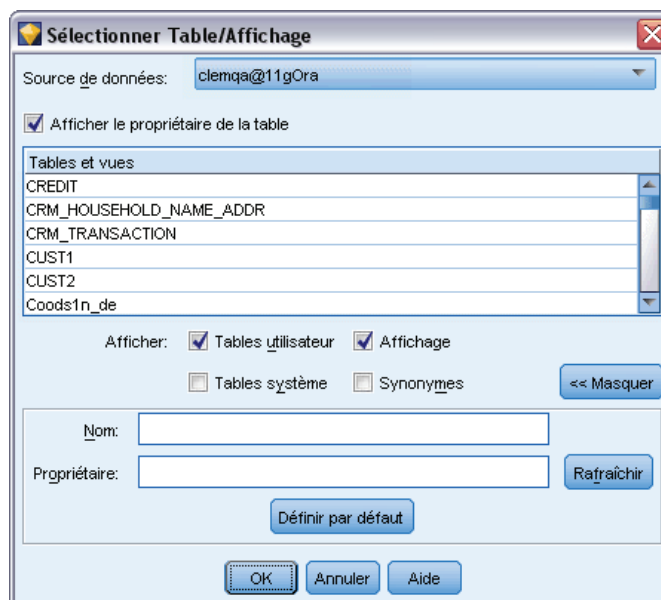 Sélectionner Table/Affichage
Source de données: clemqa@11gOra
Afficher le propriétaire de la table
Tables et vues
CREDIT
CRM_HOUSEHOLD_NAME_ADDR
CRM_TRANSACTION
CUST1
CUST2
Coods1n_de
Afficher: Tables utilisateur Affichage
Tables système Synonymes << Masquer
Nom:
Propriétaire: Rafraîchir
Définir par défaut
OK Annuler Aide